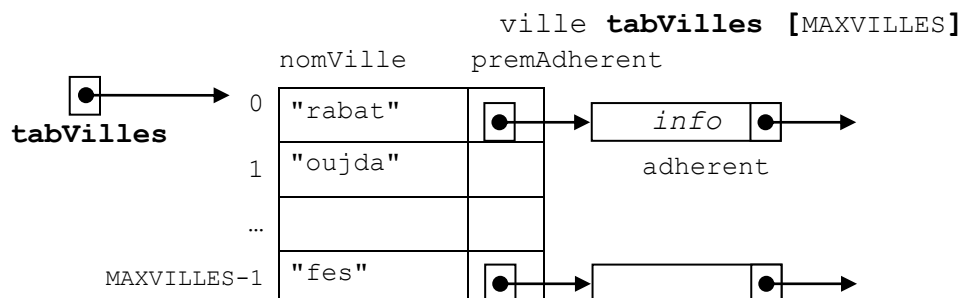 ville tabVilles [MAXVILLES]
nomVille premAdherent
0 "rabat" info
tabVilles
1 "oujda" adherent
…
MAXVILLES-1 "fes"